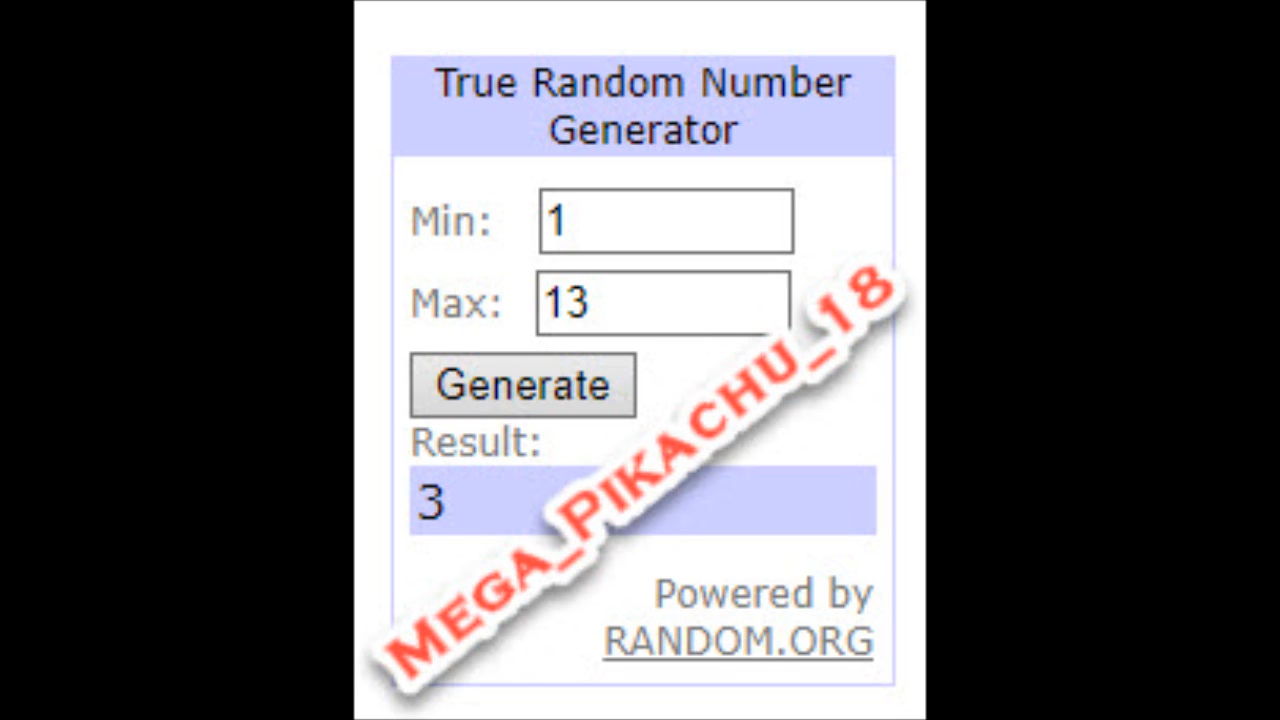 True Random Number
Generator
Min: 1
Max: 13
Generate
Result:
3
Powered by
RANDOM.ORG
MEGA_PIKACHU_18